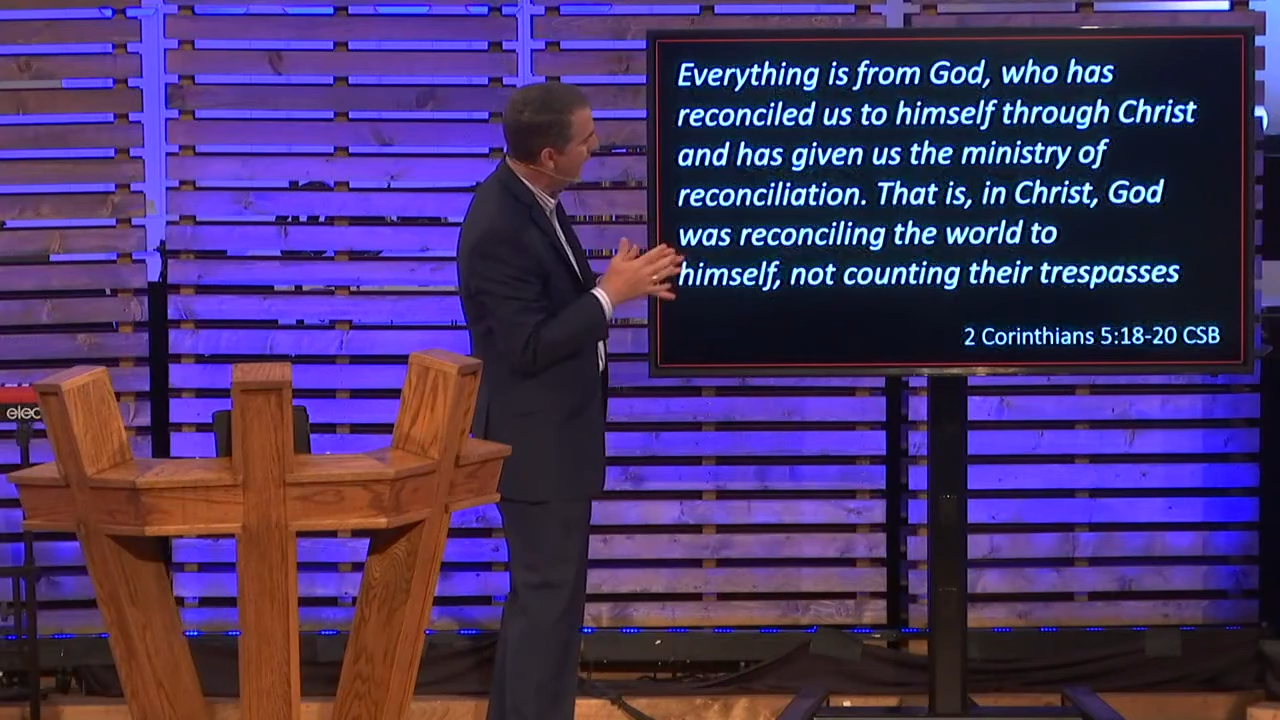 Everything is from God, who has
reconciled us to himself through Christ
and has given us the ministry of
reconciliation. That is, in Christ, God
was reconciling the world to
himself, not counting their trespasses
2 Corinthians 5:18-20 CSB
elec